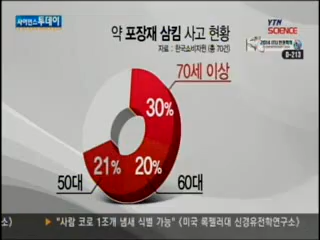 사이언스투데이
YTN
SCIENCE
B-213
약 포장재 삼킴 사고 현황
자료 : 한국소비자원 (총 70건)
70세 이상
30%
21%
20%
50대
60대
소>
"사람 코로 1조개 냄새 식별 가능" (미국 록펠러대 신경유전학연구소)